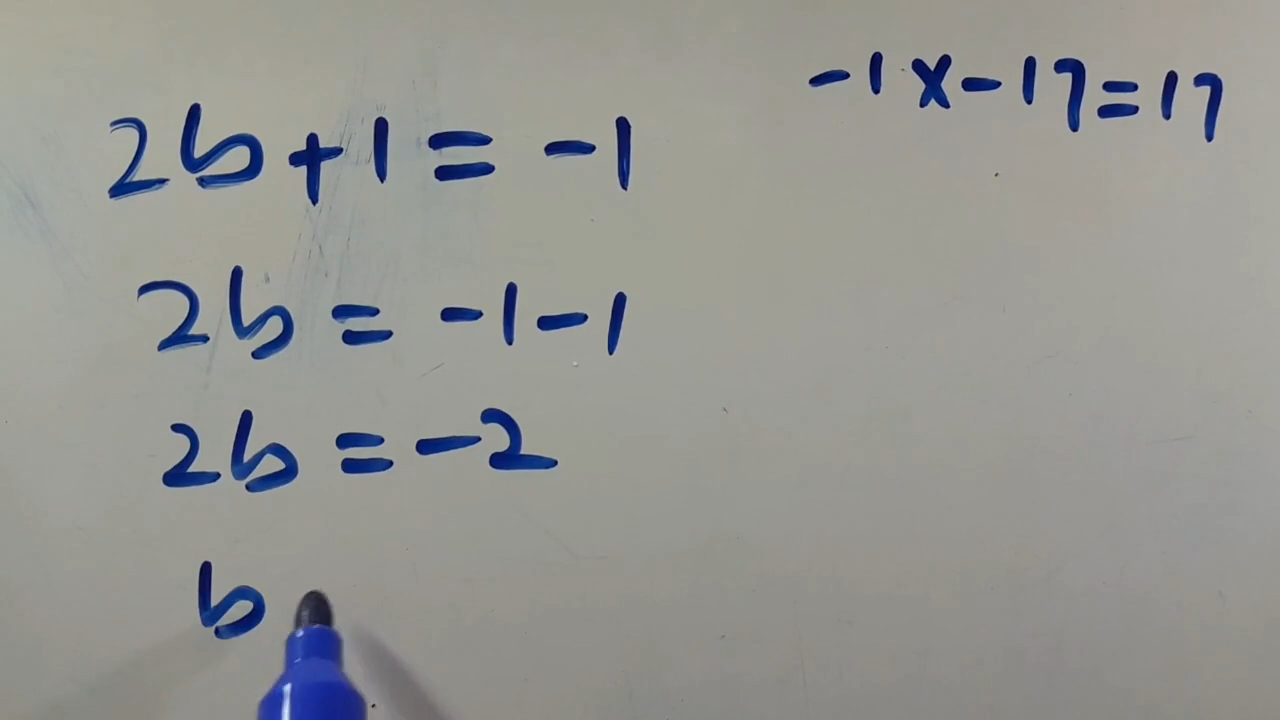 -1 x -17 = 17
2b + 1 = -1
2b = -1 - 1
2b = -2
b